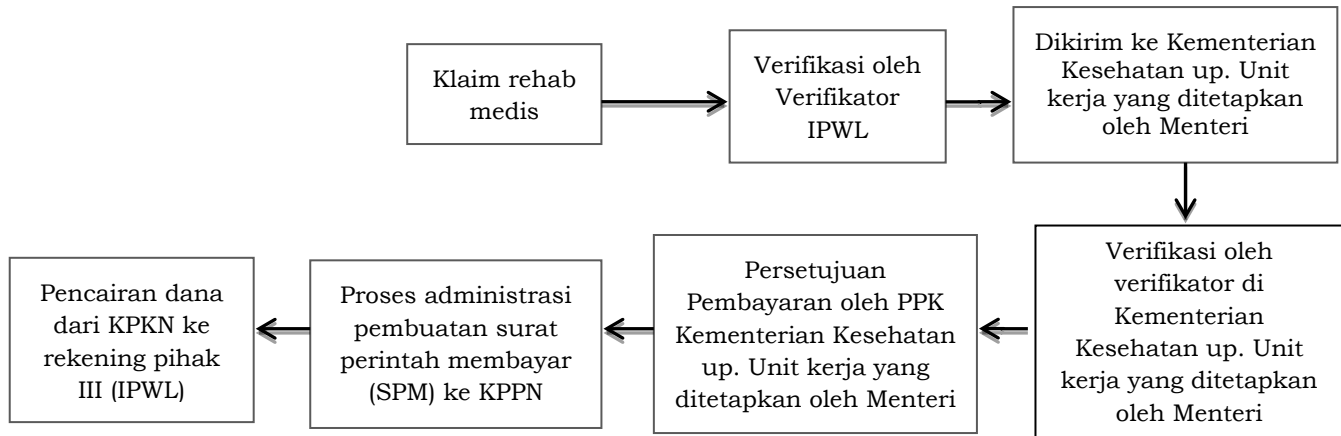 Klaim rehab
medis
Verifikasi oleh
Verifikator
IPWL
Dikirim ke Kementerian
Kesehatan up. Unit
kerja yang ditetapkan
oleh Menteri
Verifikasi oleh
verifikator di
Kementerian
Kesehatan up. Unit
kerja yang ditetapkan
oleh Menteri
Persetujuan
Pembayaran oleh PPK
Kementerian Kesehatan
up. Unit kerja yang
ditetapkan oleh Menteri
Proses administrasi
pembuatan surat
perintah membayar
(SPM) ke KPPN
Pencairan dana
dari KPKN ke
rekening pihak
III (IPWL)